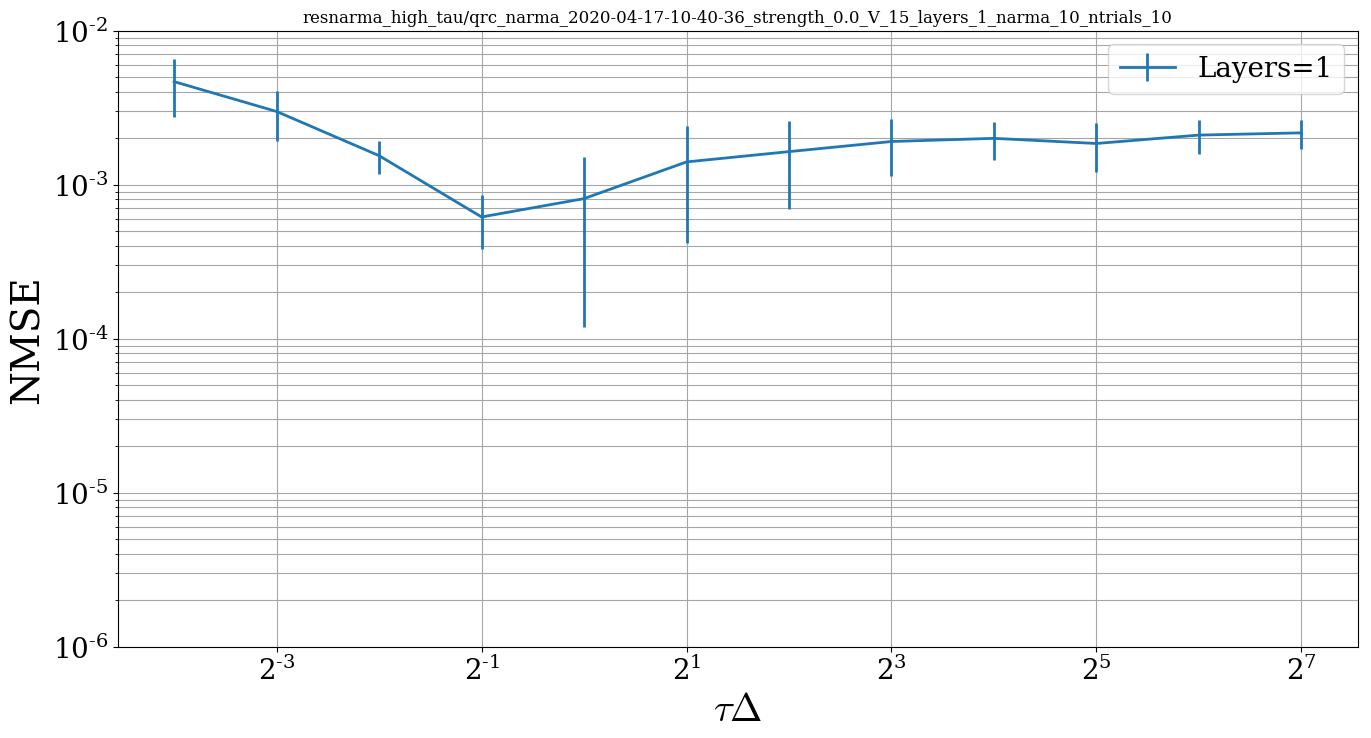 resnarma_high_tau/qrc_narma_2020-04-17-10-40-36_strength_0.0_V_15_layers_1_narma_10_ntrials_10
Layers=1
NMSE
10^-2
10^-3
10^-4
10^-5
10^-6
2^-3 2^-1 2^1 2^3 2^5 2^7
τΔ